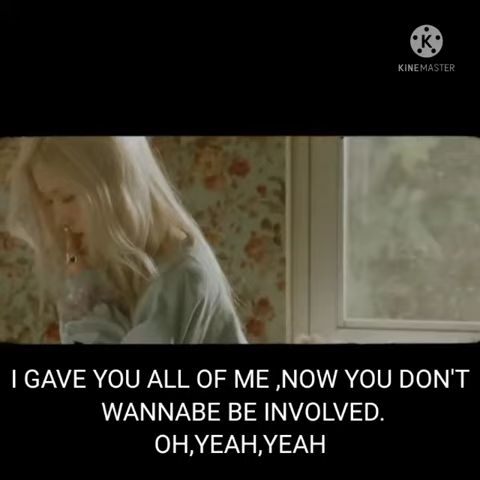 KINEMASTER
I GAVE YOU ALL OF ME ,NOW YOU DON'T
WANNABE BE INVOLVED.
OH,YEAH,YEAH